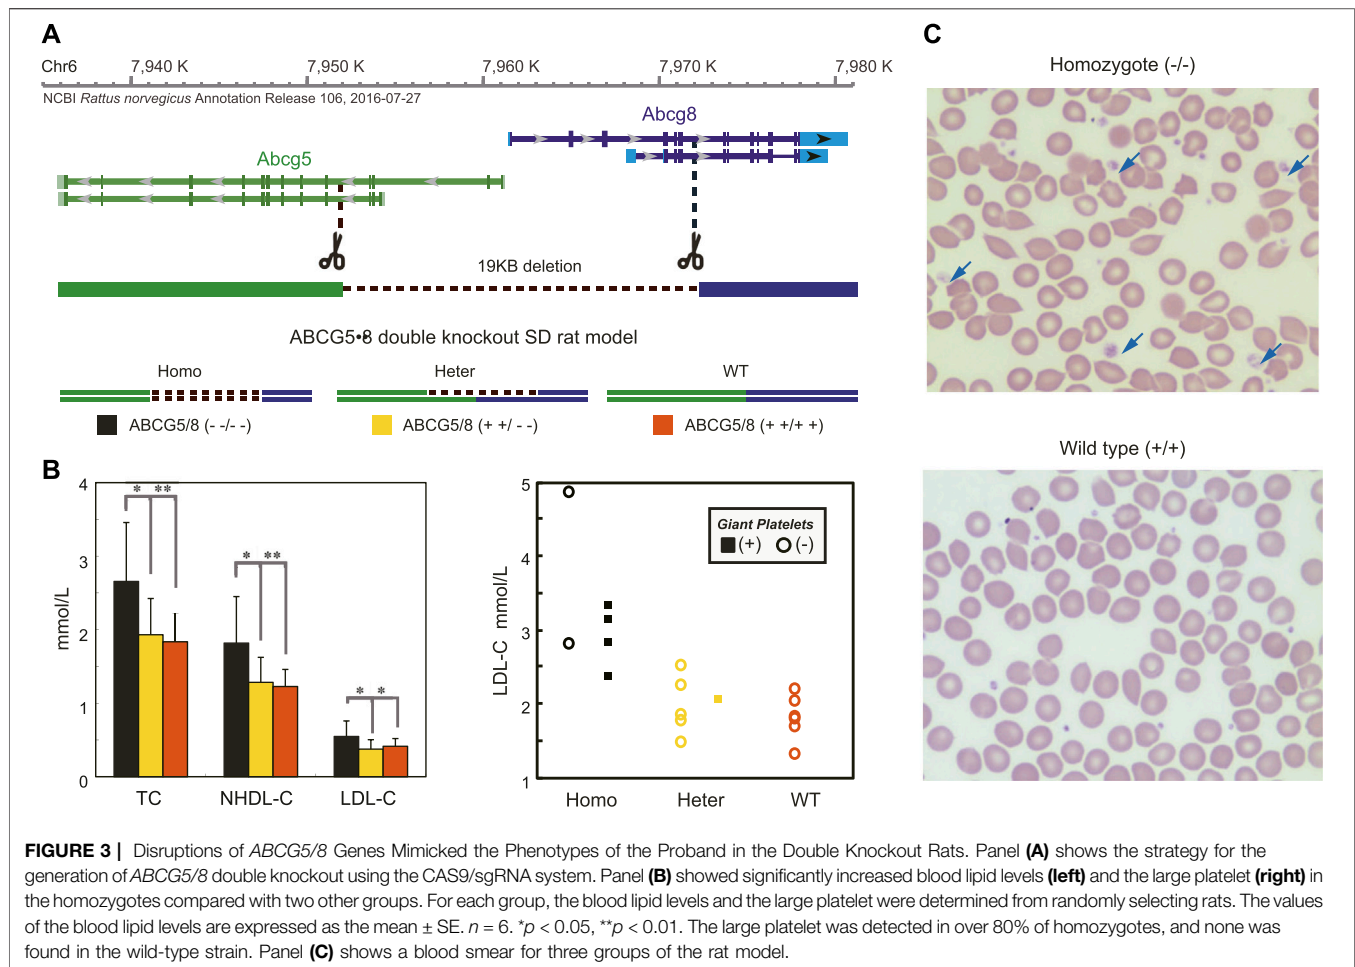 A
Chr6
7,940 K
7,950 K
7,960 K
7,970 K
7,980 K
NCBI Rattus norvegicus Annotation Release 106, 2016-07-27
Abcg8
Abcg5
19KB deletion
ABCG5•8 double knockout SD rat model
Homo
Heter
WT
ABCG5/8 (- -/- -)
ABCG5/8 (+ +/ - -)
ABCG5/8 (+ +/+ +)
B
mmol/L
4
3
2
1
0
* **
* **
* *
TC
NHDL-C
LDL-C
LDL-C mmol/L
5
4
3
2
1
Giant Platelets
(+) (-)
Homo
Heter
WT
C
Homozygote (-/-)
Wild type (+/+)
FIGURE 3 | Disruptions of ABCG5/8 Genes Mimicked the Phenotypes of the Proband in the Double Knockout Rats. Panel (A) shows the strategy for the
generation of ABCG5/8 double knockout using the CAS9/sgRNA system. Panel (B) showed significantly increased blood lipid levels (left) and the large platelet (right) in
the homozygotes compared with two other groups. For each group, the blood lipid levels and the large platelet were determined from randomly selecting rats. The values
of the blood lipid levels are expressed as the mean ± SE. n = 6. *p < 0.05, **p < 0.01. The large platelet was detected in over 80% of homozygotes, and none was
found in the wild-type strain. Panel (C) shows a blood smear for three groups of the rat model.